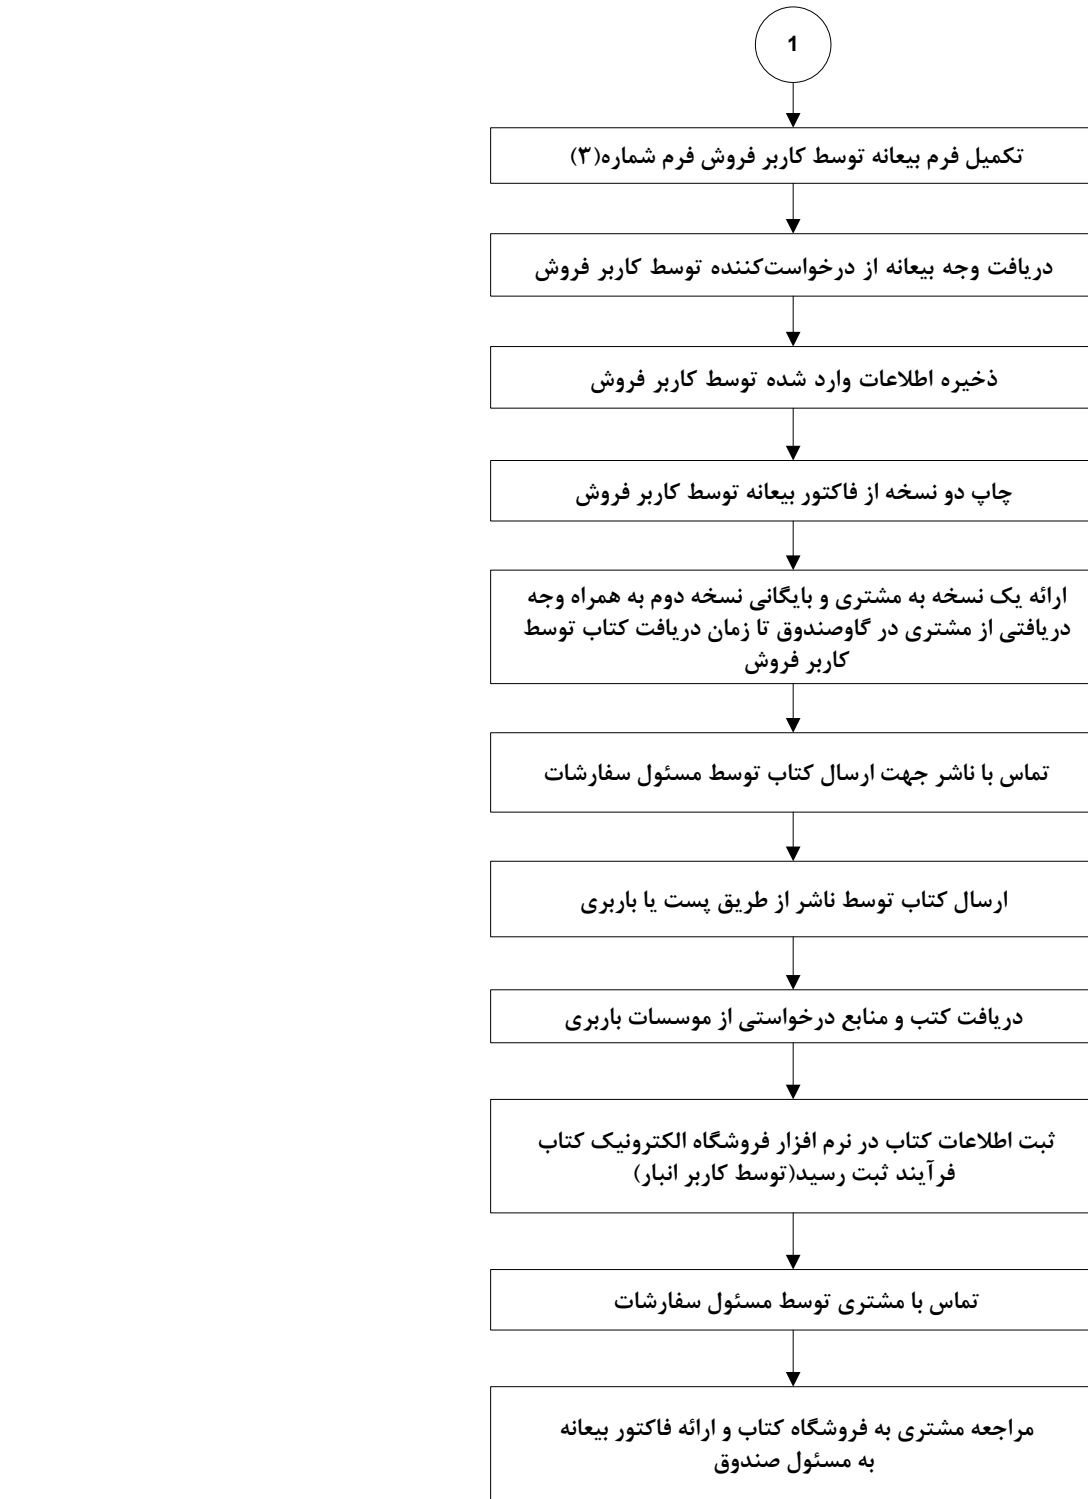 1
تکمیل فرم بیعانه توسط کاربر فروش فرم شماره(۳)
دریافت وجه بیعانه از درخواست‌کننده توسط کاربر فروش
ذخیره اطلاعات وارد شده توسط کاربر فروش
چاپ دو نسخه از فاکتور بیعانه توسط کاربر فروش
ارائه یک نسخه به مشتری و بایگانی نسخه دوم به همراه وجه
دریافتی از مشتری در گاوصندوق تا زمان دریافت کتاب توسط
کاربر فروش
تماس با ناشر جهت ارسال کتاب توسط مسئول سفارشات
ارسال کتاب توسط ناشر از طریق پست یا باربری
دریافت کتب و منابع درخواستی از موسسات باربری
ثبت اطلاعات کتاب در نرم افزار فروشگاه الکترونیک کتاب
فرآیند ثبت رسید(توسط کاربر انبار)
تماس با مشتری توسط مسئول سفارشات
مراجعه مشتری به فروشگاه کتاب و ارائه فاکتور بیعانه
به مسئول صندوق